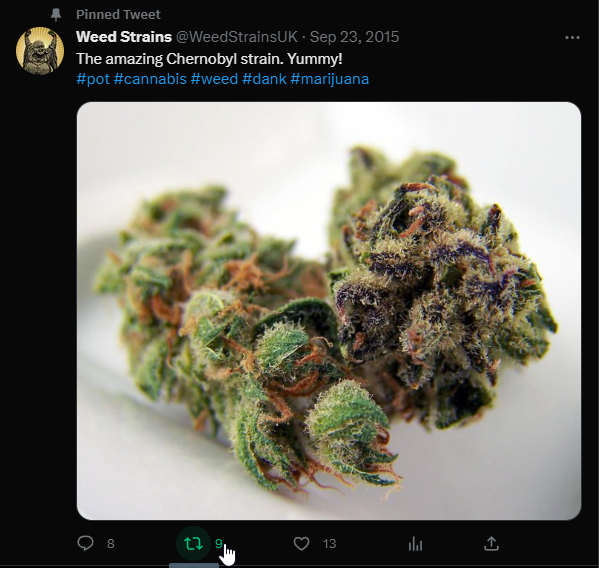 Pinned Tweet
Weed Strains @WeedStrainsUK · Sep 23, 2015
The amazing Chernobyl strain. Yummy!
#pot #cannabis #weed #dank #marijuana
8 9 13